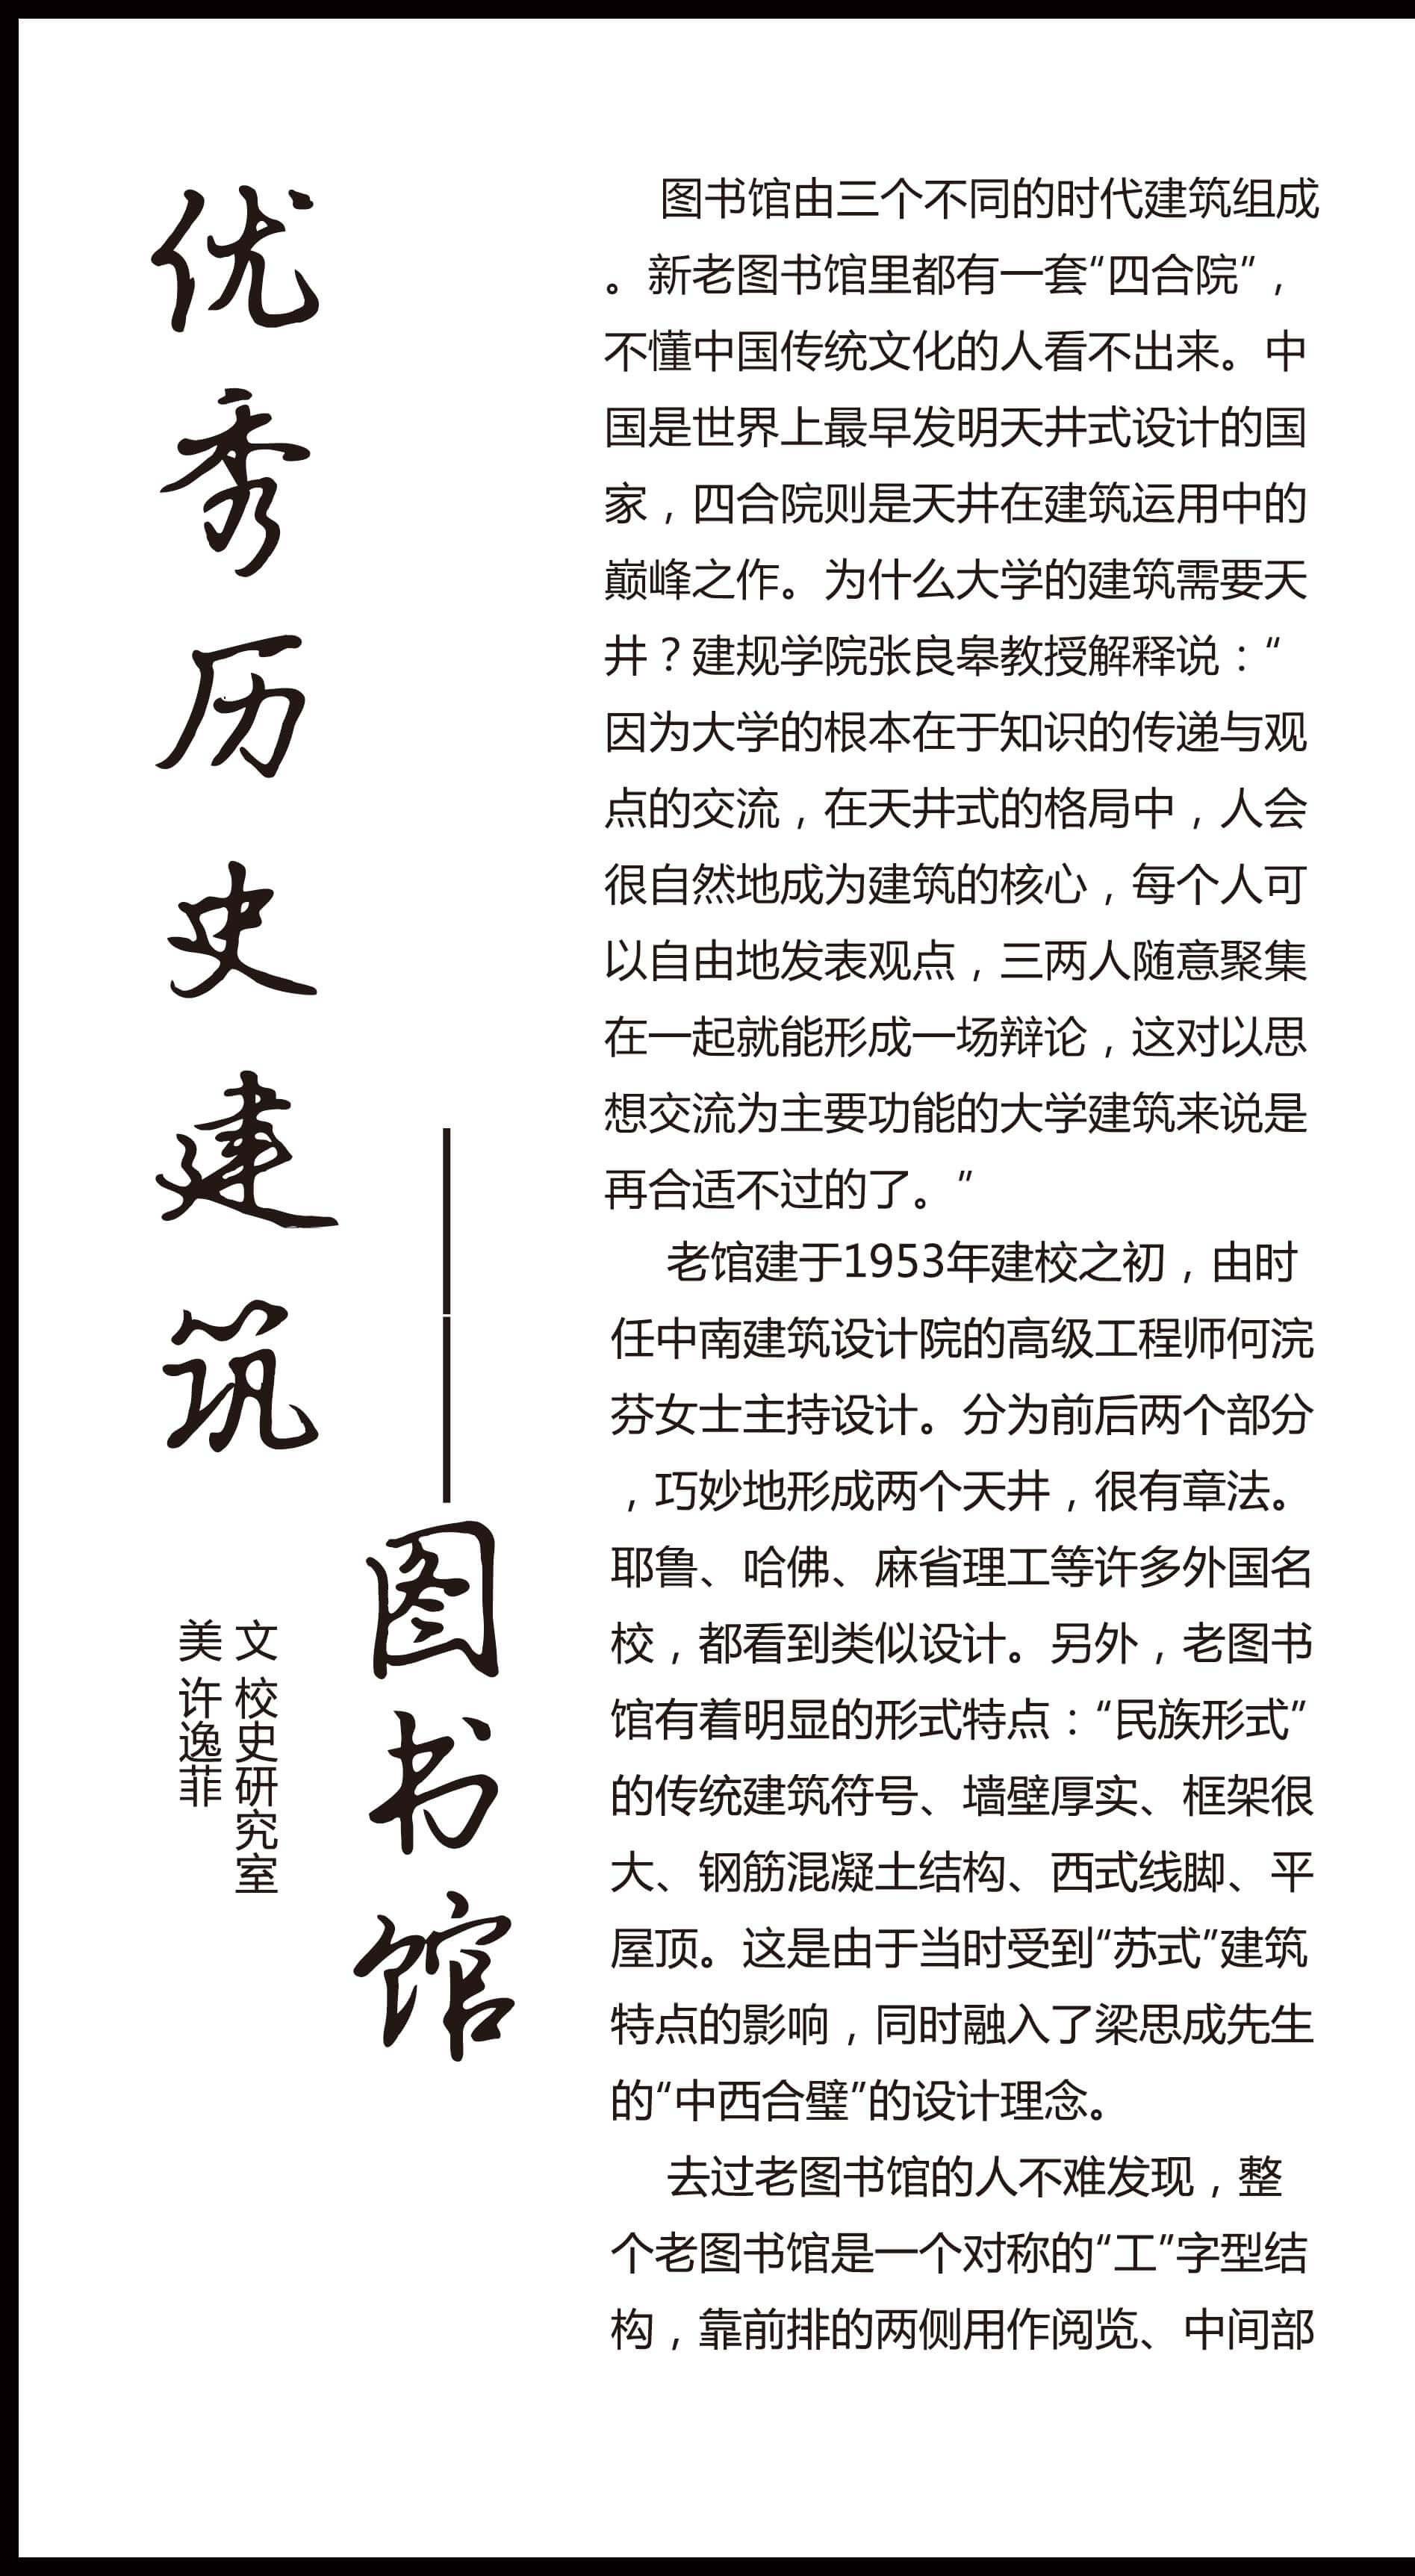 优秀历史建筑
——图书馆
文 校史研究室
美 许逸菲
图书馆由三个不同的时代建筑组成
。新老图书馆里都有一套“四合院”，
不懂中国传统文化的人看不出来。中
国是世界上最早发明天井式设计的国
家，四合院则是天井在建筑运用中的
巅峰之作。为什么大学的建筑需要天
井？建规学院张良皋教授解释说：“
因为大学的根本在于知识的传递与观
点的交流，在天井式的格局中，人会
很自然地成为建筑的核心，每个人可
以自由地发表观点，三两人随意聚集
在一起就能形成一场辩论，这对以思
想交流为主要功能的大学建筑来说是
再合适不过的了。”
老馆建于1953年建校之初，由时
任中南建筑设计院的高级工程师何浣
芬女士主持设计。分为前后两个部分
，巧妙地形成两个天井，很有章法。
耶鲁、哈佛、麻省理工等许多外国名
校，都看到类似设计。另外，老图书
馆有着明显的形式特点：“民族形式”
的传统建筑符号、墙壁厚实、框架很
大、钢筋混凝土结构、西式线脚、平
屋顶。这是由于当时受到“苏式”建筑
特点的影响，同时融入了梁思成先生
的“中西合璧”的设计理念。
去过老图书馆的人不难发现，整
个老图书馆是一个对称的“工”字型结
构，靠前排的两侧用作阅览、中间部